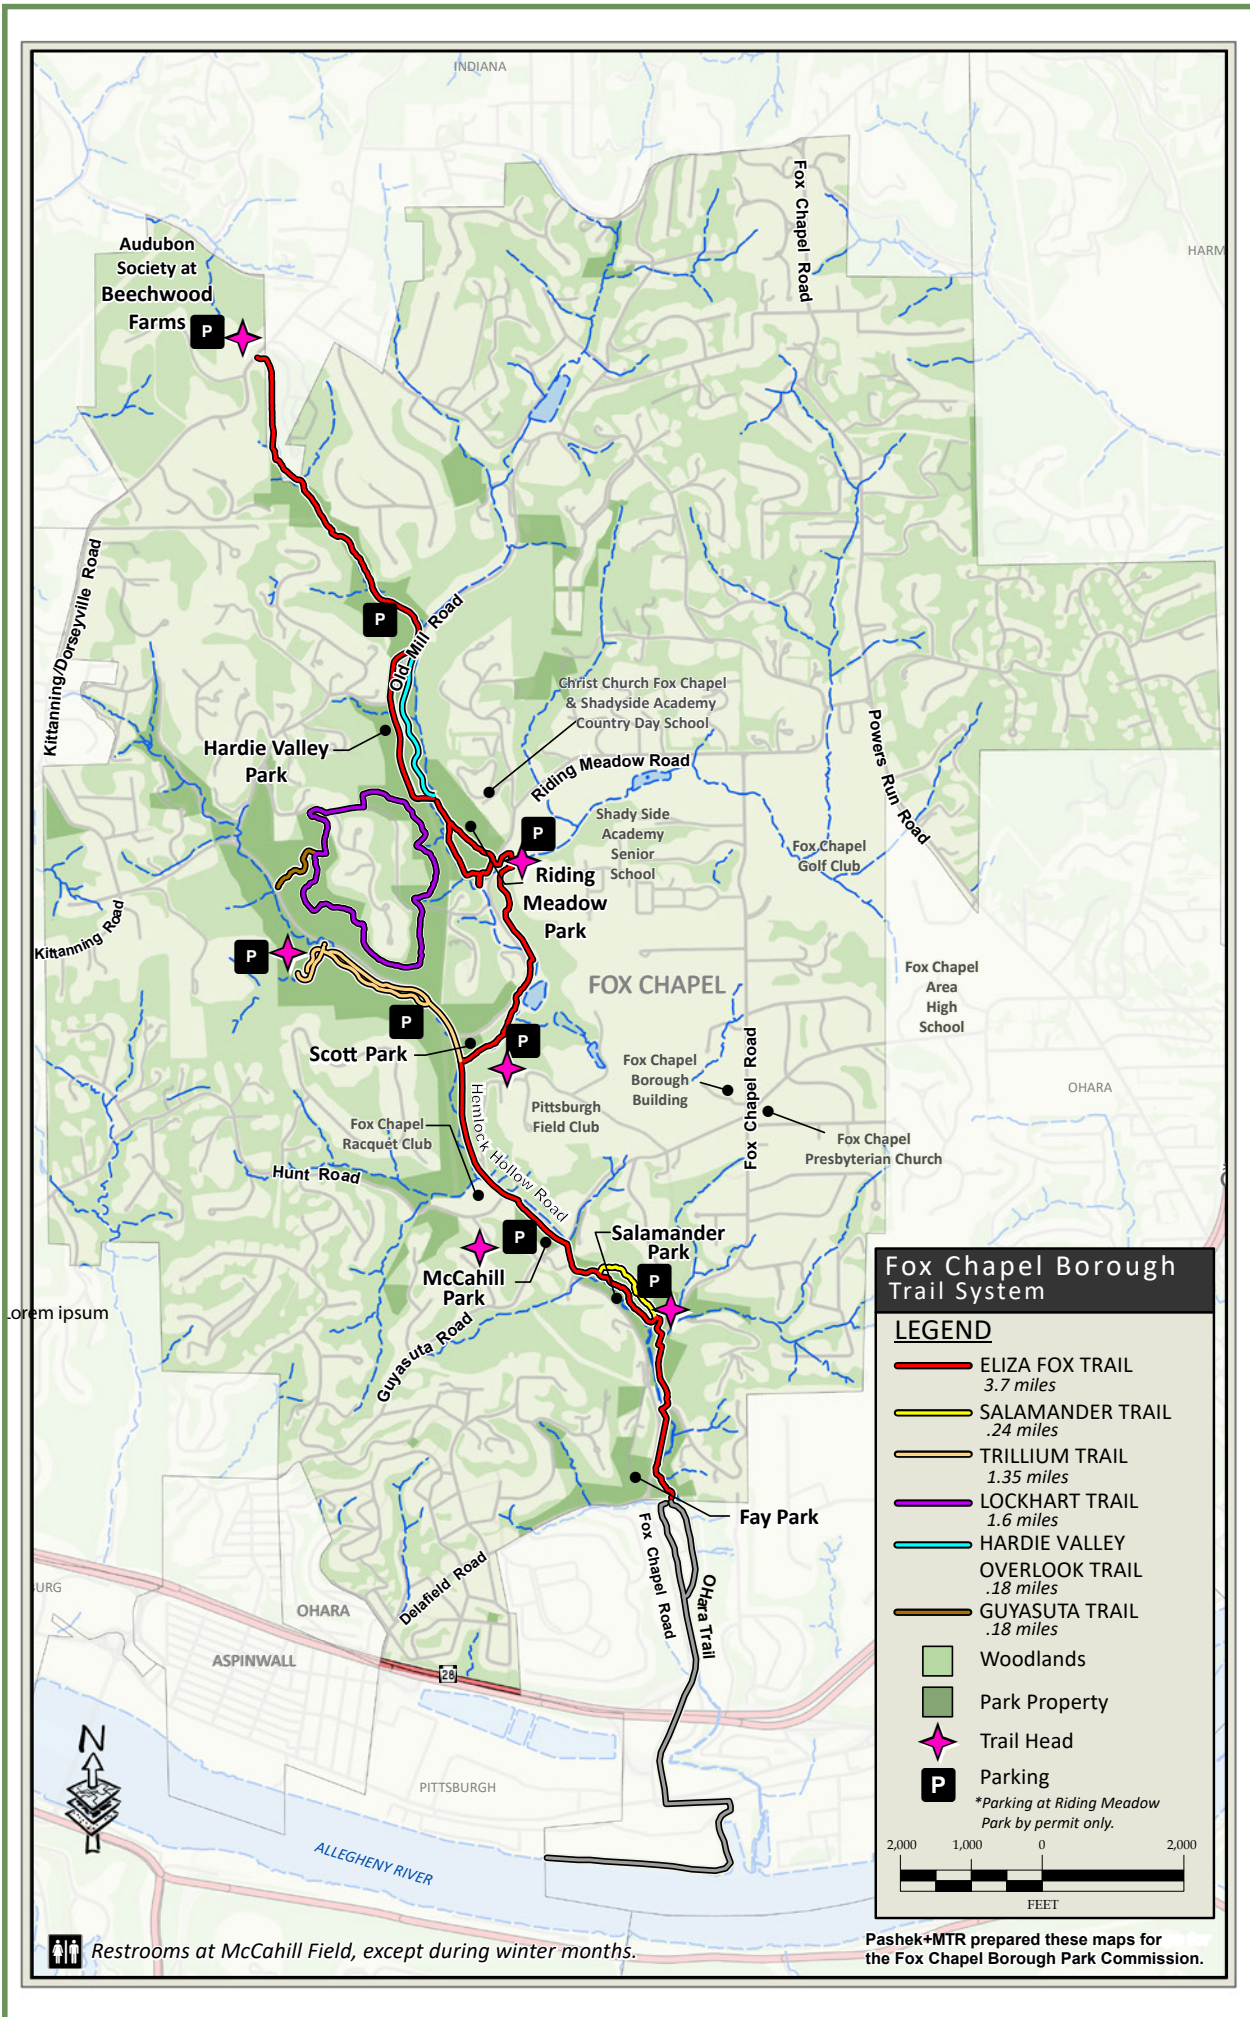 INDIANA
Fox Chapel Road
HARM
Audubon
Society at
Beechwood
Farms
P
Kittanning/Dorseyville Road
P
Old Mill Road
Christ Church Fox Chapel
& Shadyside Academy
Country Day School
Hardie Valley
Park
Riding Meadow Road
Powers Run Road
Shady Side
Academy
Senior
School
P
Fox Chapel
Golf Club
Riding
Meadow
Park
Kittanning Road
P
FOX CHAPEL
Fox Chapel
Area
High
School
P
Scott Park
P
Fox Chapel
Borough
Building
Fox Chapel Road
OHARA
Hemlock Hollow Road
Pittsburgh
Field Club
Fox Chapel
Racquet Club
Fox Chapel
Presbyterian Church
Hunt Road
P
Salamander
Park
P
McCahill
Park
Guyasuta Road
Lorem ipsum
Fox Chapel Borough
Trail System
LEGEND
ELIZA FOX TRAIL
3.7 miles
SALAMANDER TRAIL
.24 miles
TRILLIUM TRAIL
1.35 miles
LOCKHART TRAIL
1.6 miles
HARDIE VALLEY
OVERLOOK TRAIL
.18 miles
GUYASUTA TRAIL
.18 miles
Woodlands
Park Property
Trail Head
P
Parking
*Parking at Riding Meadow
Park by permit only.
2,000 1,000 0 2,000
FEET
Fay Park
Fox Chapel Road
OHara Trail
Delafield Road
BURG
OHARA
ASPINWALL
28
PITTSBURGH
N
ALLEGHENY RIVER
Restrooms at McCahill Field, except during winter months.
Pashek+MTR prepared these maps for
the Fox Chapel Borough Park Commission.